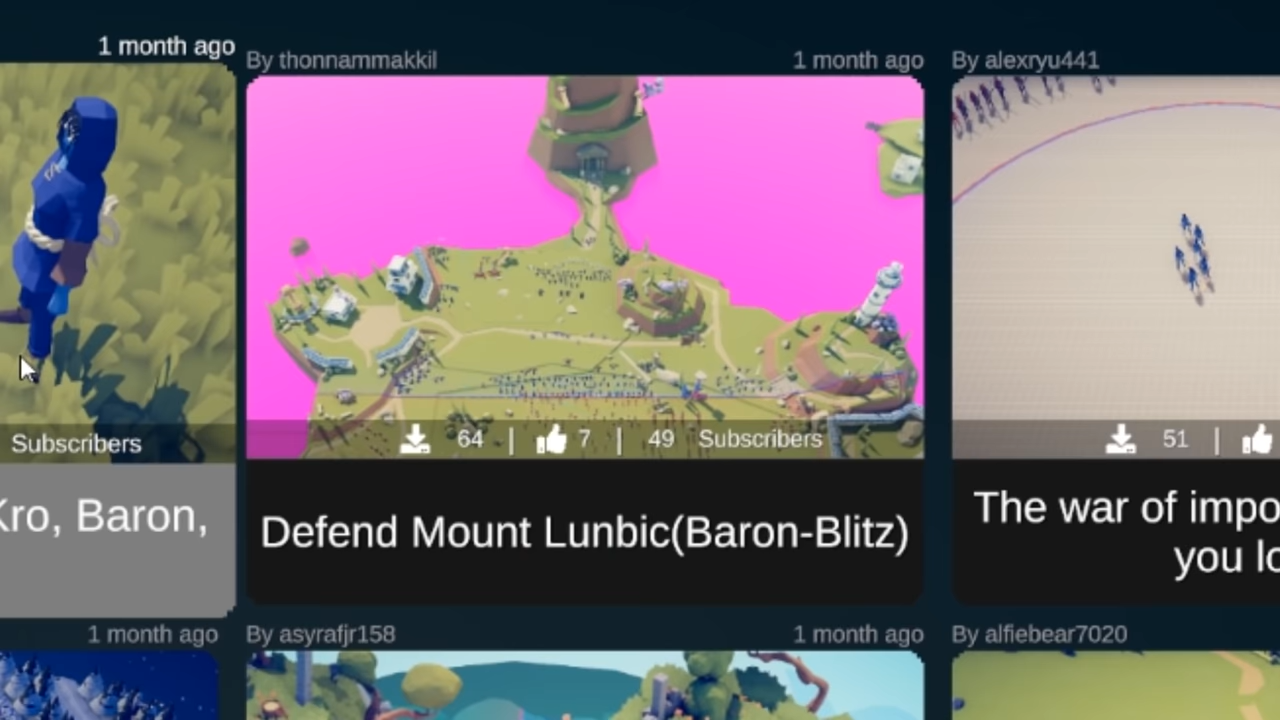 1 month ago
By thonnammakkil
1 month ago
By alexryu441
Subscribers
64 | 7 | 49 Subscribers
51 |
Kro, Baron,
Defend Mount Lunbic(Baron-Blitz)
The war of impo
you lo
1 month ago
By asyrafjr158
1 month ago
By alfiebear7020